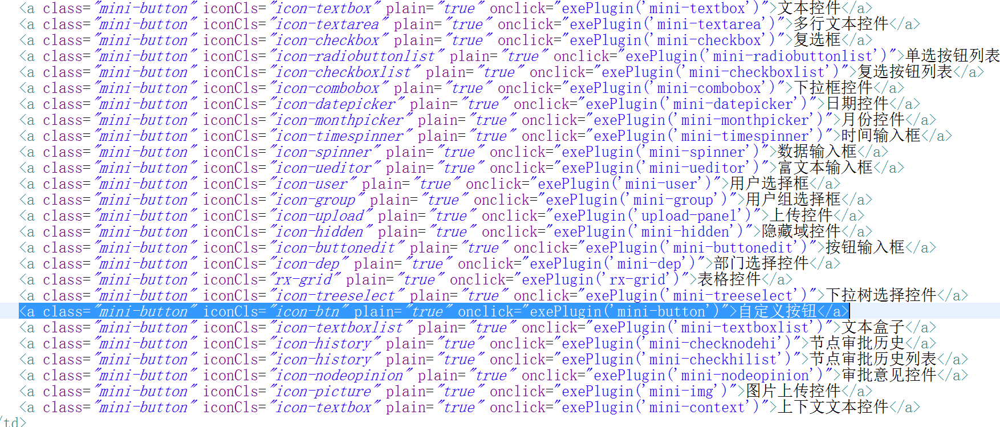 <a class="mini-button" iconCls="icon-textbox" plain="true" onclick="exePlugin('mini-textbox')">文本控件</a>
<a class="mini-button" iconCls="icon-textarea" plain="true" onclick="exePlugin('mini-textarea')">多行文本控件</a>
<a class="mini-button" iconCls="icon-checkbox" plain="true" onclick="exePlugin('mini-checkbox')">复选框</a>
<a class="mini-button" iconCls="icon-radiobuttonlist" plain="true" onclick="exePlugin('mini-radiobuttonlist')">单选按钮列表
<a class="mini-button" iconCls="icon-checkboxlist" plain="true" onclick="exePlugin('mini-checkboxlist')">复选按钮列表</a>
<a class="mini-button" iconCls="icon-combobox" plain="true" onclick="exePlugin('mini-combobox')">下拉框控件</a>
<a class="mini-button" iconCls="icon-datepicker" plain="true" onclick="exePlugin('mini-datepicker')">日期控件</a>
<a class="mini-button" iconCls="icon-monthpicker" plain="true" onclick="exePlugin('mini-monthpicker')">月份控件</a>
<a class="mini-button" iconCls="icon-timespinner" plain="true" onclick="exePlugin('mini-timespinner')">时间输入框</a>
<a class="mini-button" iconCls="icon-spinner" plain="true" onclick="exePlugin('mini-spinner')">数据输入框</a>
<a class="mini-button" iconCls="icon-ueditor" plain="true" onclick="exePlugin('mini-ueditor')">富文本输入框</a>
<a class="mini-button" iconCls="icon-user" plain="true" onclick="exePlugin('mini-user')">用户选择框</a>
<a class="mini-button" iconCls="icon-group" plain="true" onclick="exePlugin('mini-group')">用户组选择框</a>
<a class="mini-button" iconCls="icon-upload" plain="true" onclick="exePlugin('upload-panel')">上传控件</a>
<a class="mini-button" iconCls="icon-hidden" plain="true" onclick="exePlugin('mini-hidden')">隐藏域控件</a>
<a class="mini-button" iconCls="icon-buttonedit" plain="true" onclick="exePlugin('mini-buttonedit')">按钮输入框</a>
<a class="mini-button" iconCls="icon-dep" plain="true" onclick="exePlugin('mini-dep')">部门选择控件</a>
<a class="mini-button" iconCls="rx-grid" plain="true" onclick="exePlugin('rx-grid')">表格控件</a>
<a class="mini-button" iconCls="icon-treeselect" plain="true" onclick="exePlugin('mini-treeselect')">下拉树选择控件</a>
<a class="mini-button" iconCls="icon-btn" plain="true" onclick="exePlugin('mini-button')">自定义按钮</a>
<a class="mini-button" iconCls="icon-textboxlist" plain="true" onclick="exePlugin('mini-textboxlist')">文本盒子</a>
<a class="mini-button" iconCls="icon-history" plain="true" onclick="exePlugin('mini-checknodehi')">节点审批历史</a>
<a class="mini-button" iconCls="icon-history" plain="true" onclick="exePlugin('mini-checkhilist')">节点审批历史列表</a>
<a class="mini-button" iconCls="icon-nodeopinion" plain="true" onclick="exePlugin('mini-nodeopinion')">审批意见控件</a>
<a class="mini-button" iconCls="icon-picture" plain="true" onclick="exePlugin('mini-img')">图片上传控件</a>
<a class="mini-button" iconCls="icon-textbox" plain="true" onclick="exePlugin('mini-context')">上下文文本控件</a>
/td>